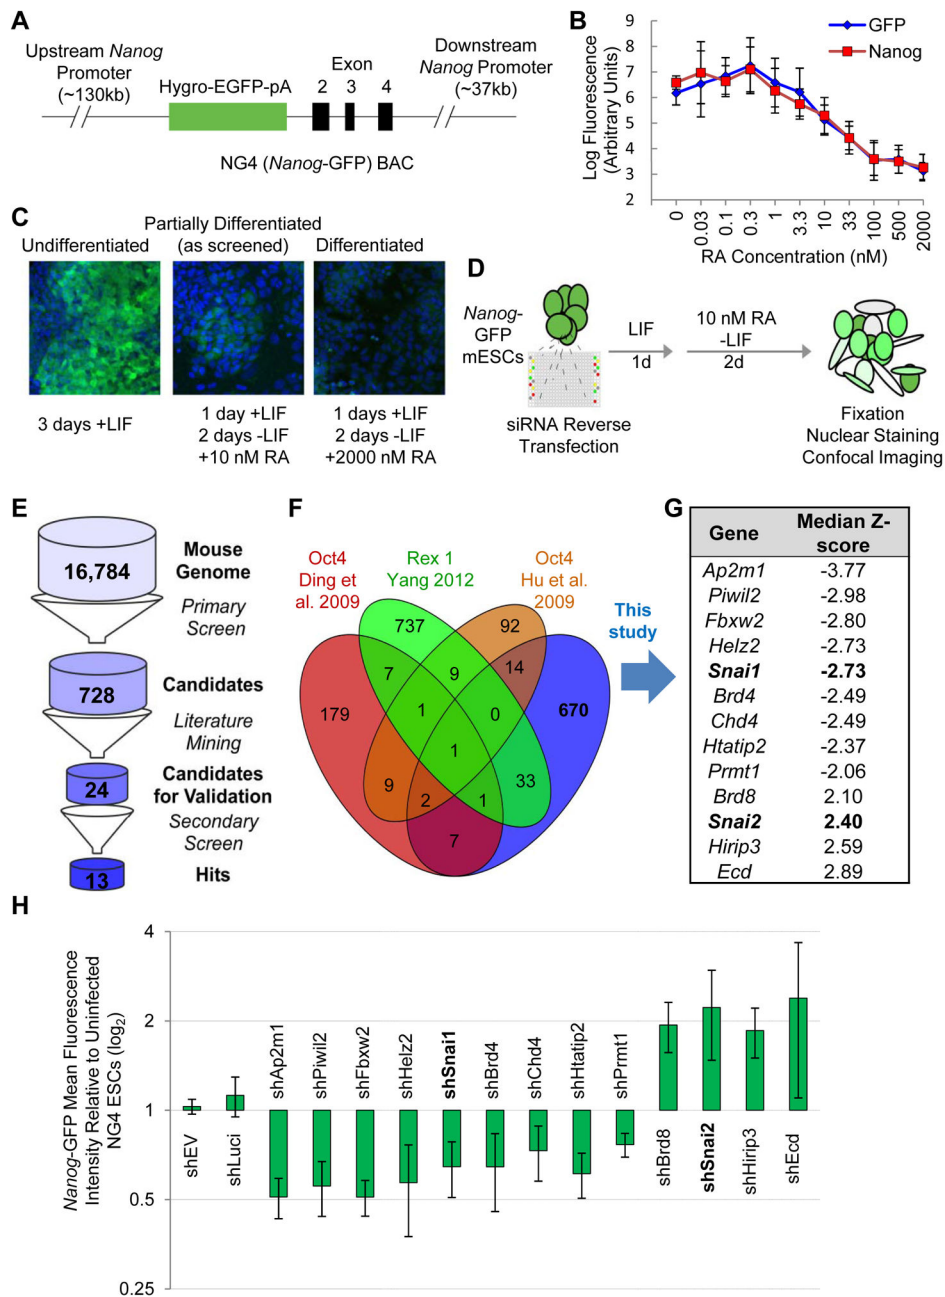 A
Upstream Nanog
Promoter
(~130kb)
Hygro-EGFP-pA
Exon
2 3 4
Downstream
Nanog Promoter
(~37kb)
NG4 (Nanog-GFP) BAC
B
Log Fluorescence
(Arbitrary Units)
9
8
7
6
5
4
3
2
GFP
Nanog
0 0.03 0.1 0.3 1 3.3 10 33 100 500 2000
RA Concentration (nM)
C
Undifferentiated
Partially Differentiated
(as screened)
Differentiated
3 days +LIF
1 day +LIF
2 days -LIF
+10 nM RA
1 days +LIF
2 days -LIF
+2000 nM RA
D
Nanog-
GFP
mESCs
siRNA Reverse
Transfection
LIF
1d
10 nM RA
-LIF
2d
Fixation
Nuclear Staining
Confocal Imaging
E
16,784
Mouse
Genome
Primary
Screen
728
Candidates
Literature
Mining
24
Candidates
for Validation
Secondary
Screen
13
Hits
F
Oct4
Ding et
al. 2009
Rex 1
Yang 2012
Oct4
Hu et al.
2009
This
study
737
92
7
9
14
179
1
0
670
1
9
2
1
33
7
G
Gene Median Z-
score
Ap2m1 -3.77
Piwil2 -2.98
Fbxw2 -2.80
Helz2 -2.73
Snai1 -2.73
Brd4 -2.49
Chd4 -2.49
Htatip2 -2.37
Prmt1 -2.06
Brd8 2.10
Snai2 2.40
Hirip3 2.59
Ecd 2.89
H
Nanog-GFP Mean Fluorescence
Intensity Relative to Uninfected
NG4 ESCs (log2)
4
2
1
0.5
0.25
shEV
shLuci
shAp2m1
shPiwil2
shFbxw2
shHelz2
shSnai1
shBrd4
shChd4
shHtatip2
shPrmt1
shBrd8
shSnai2
shHirip3
shEcd